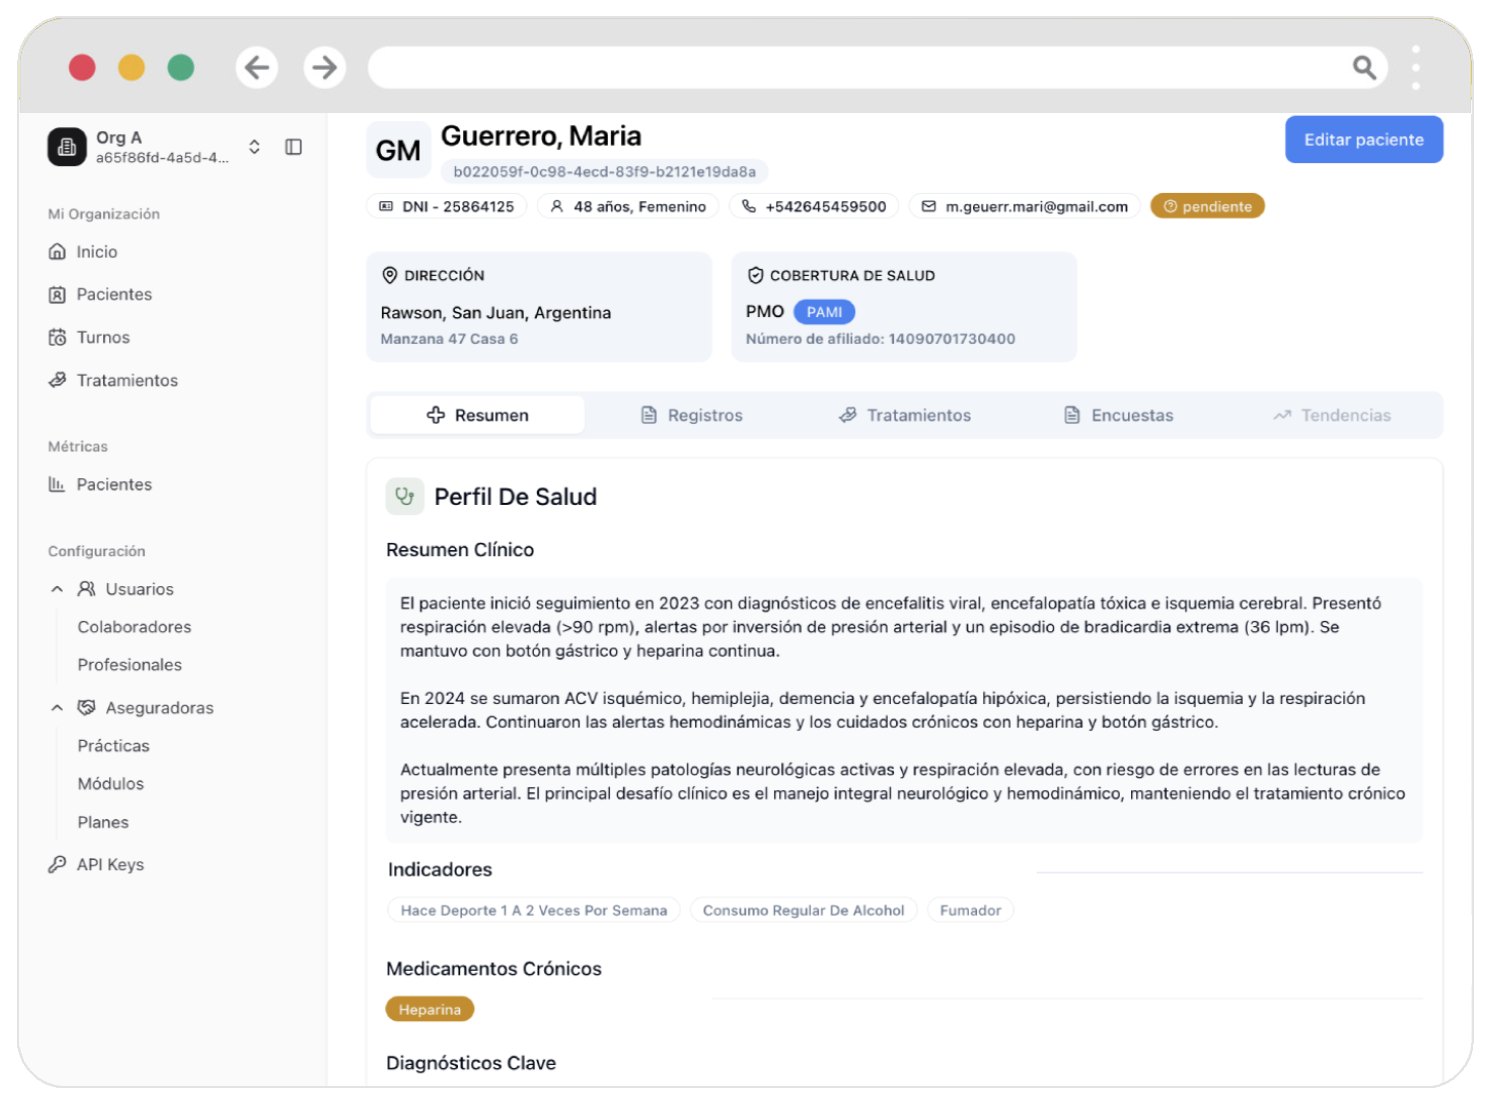 Org A
a65f86fd-4a5d-4...
Mi Organización
Inicio
Pacientes
Turnos
Tratamientos
Métricas
Pacientes
Configuración
Usuarios
Colaboradores
Profesionales
Aseguradoras
Prácticas
Módulos
Planes
API Keys
GM
Guerrero, Maria
b022059f-0c98-4ecd-83f9-b2121e19da8a
Editar paciente
DNI - 25864125
48 años, Femenino
+542645459500
m.geuerr.mari@gmail.com
pendiente
DIRECCIÓN
Rawson, San Juan, Argentina
Manzana 47 Casa 6
COBERTURA DE SALUD
PMO PAMI
Número de afiliado: 14090701730400
Resumen
Registros
Tratamientos
Encuestas
Tendencias
Perfil De Salud
Resumen Clínico
El paciente inició seguimiento en 2023 con diagnósticos de encefalitis viral, encefalopatía tóxica e isquemia cerebral. Presentó
respiración elevada (>90 rpm), alertas por inversión de presión arterial y un episodio de bradicardia extrema (36 lpm). Se
mantuvo con botón gástrico y heparina continua.
En 2024 se sumaron ACV isquémico, hemiplejia, demencia y encefalopatía hipóxica, persistiendo la isquemia y la respiración
acelerada. Continuaron las alertas hemodinámicas y los cuidados crónicos con heparina y botón gástrico.
Actualmente presenta múltiples patologías neurológicas activas y respiración elevada, con riesgo de errores en las lecturas de
presión arterial. El principal desafío clínico es el manejo integral neurológico y hemodinámico, manteniendo el tratamiento crónico
vigente.
Indicadores
Hace Deporte 1 A 2 Veces Por Semana
Consumo Regular De Alcohol
Fumador
Medicamentos Crónicos
Heparina
Diagnósticos Clave